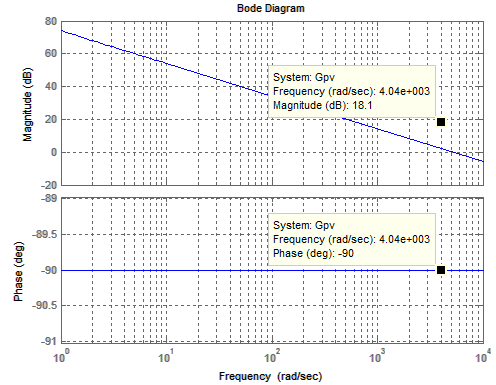 Bode Diagram
80
60
40
20
0
-20
Magnitude (dB)
System: Gpv
Frequency (rad/sec): 4.04e+003
Magnitude (dB): 18.1
-89
-89.5
-90
-90.5
-91
Phase (deg)
System: Gpv
Frequency (rad/sec): 4.04e+003
Phase (deg): -90
10^0 10^1 10^2 10^3 10^4
Frequency (rad/sec)